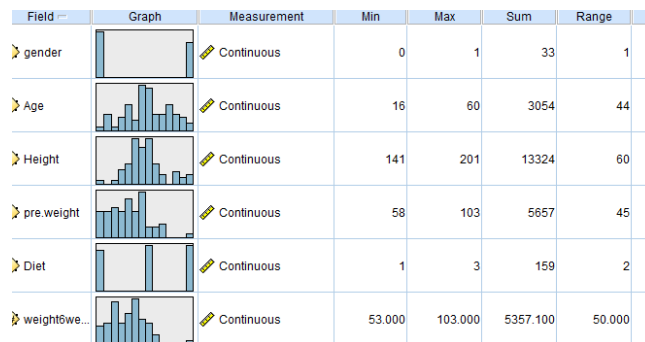 Field Graph Measurement Min Max Sum Range
gender Continuous 0 1 33 1
Age Continuous 16 60 3054 44
Height Continuous 141 201 13324 60
pre.weight Continuous 58 103 5657 45
Diet Continuous 1 3 159 2
weight6we... Continuous 53.000 103.000 5357.100 50.000